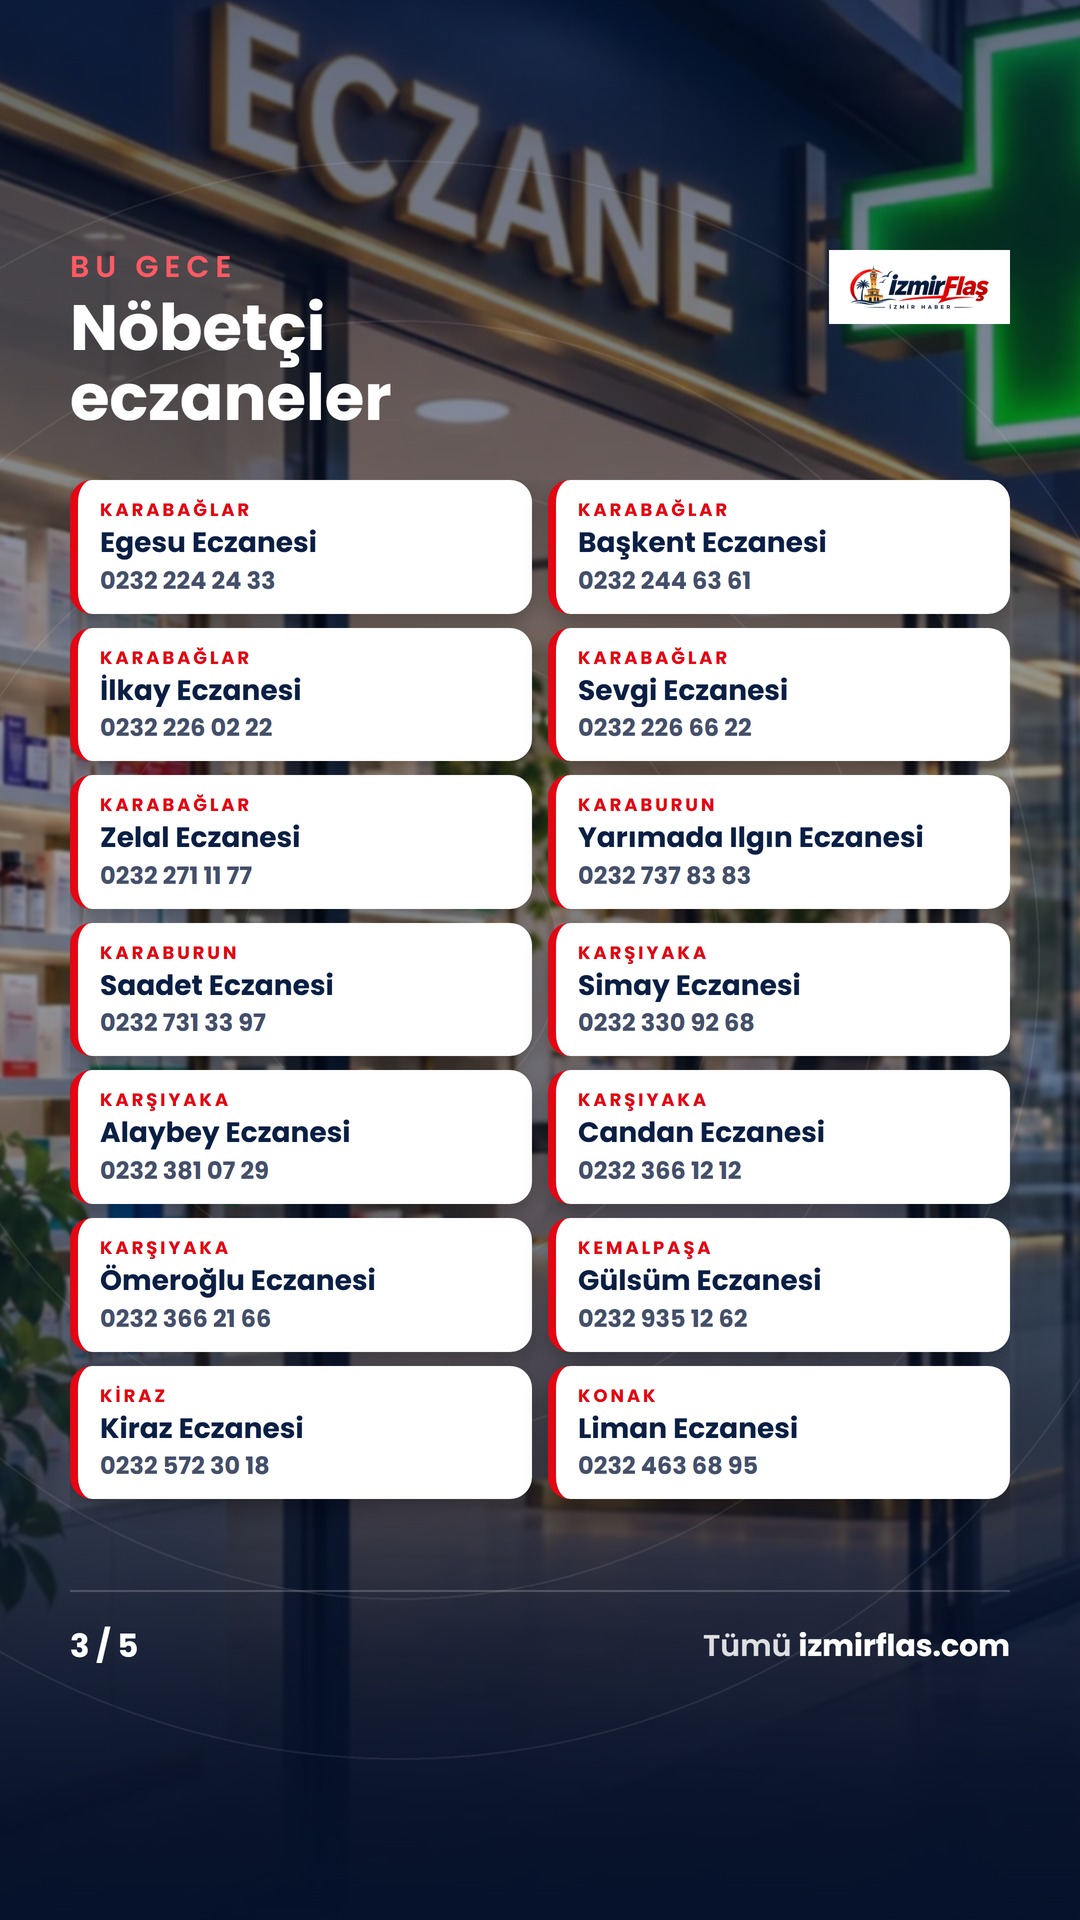 ECZANE
BU GECE
Nöbetçi
eczaneler
izmirFlaş
İZMİR HABER
KARABAĞLAR
Egesu Eczanesi
0232 224 24 33
KARABAĞLAR
Başkent Eczanesi
0232 244 63 61
KARABAĞLAR
İlkay Eczanesi
0232 226 02 22
KARABAĞLAR
Sevgi Eczanesi
0232 226 66 22
KARABAĞLAR
Zelal Eczanesi
0232 271 11 77
KARABURUN
Yarımada Ilgın Eczanesi
0232 737 83 83
KARABURUN
Saadet Eczanesi
0232 731 33 97
KARŞIYAKA
Simay Eczanesi
0232 330 92 68
KARŞIYAKA
Alaybey Eczanesi
0232 381 07 29
KARŞIYAKA
Candan Eczanesi
0232 366 12 12
KARŞIYAKA
Ömeroğlu Eczanesi
0232 366 21 66
KEMALPAŞA
Gülsüm Eczanesi
0232 935 12 62
KİRAZ
Kiraz Eczanesi
0232 572 30 18
KONAK
Liman Eczanesi
0232 463 68 95
3 / 5
Tümü izmirflas.com